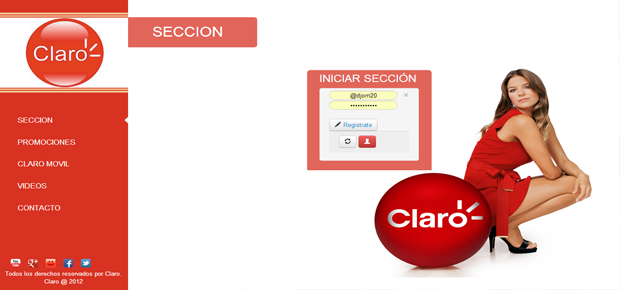 Claro
SECCION
PROMOCIONES
CLARO MOVIL
VIDEOS
CONTACTO
Todos los derechos reservados por Claro.
Claro @ 2012
SECCION
INICIAR SECCIÓN
@djom20
Registrate
Claro